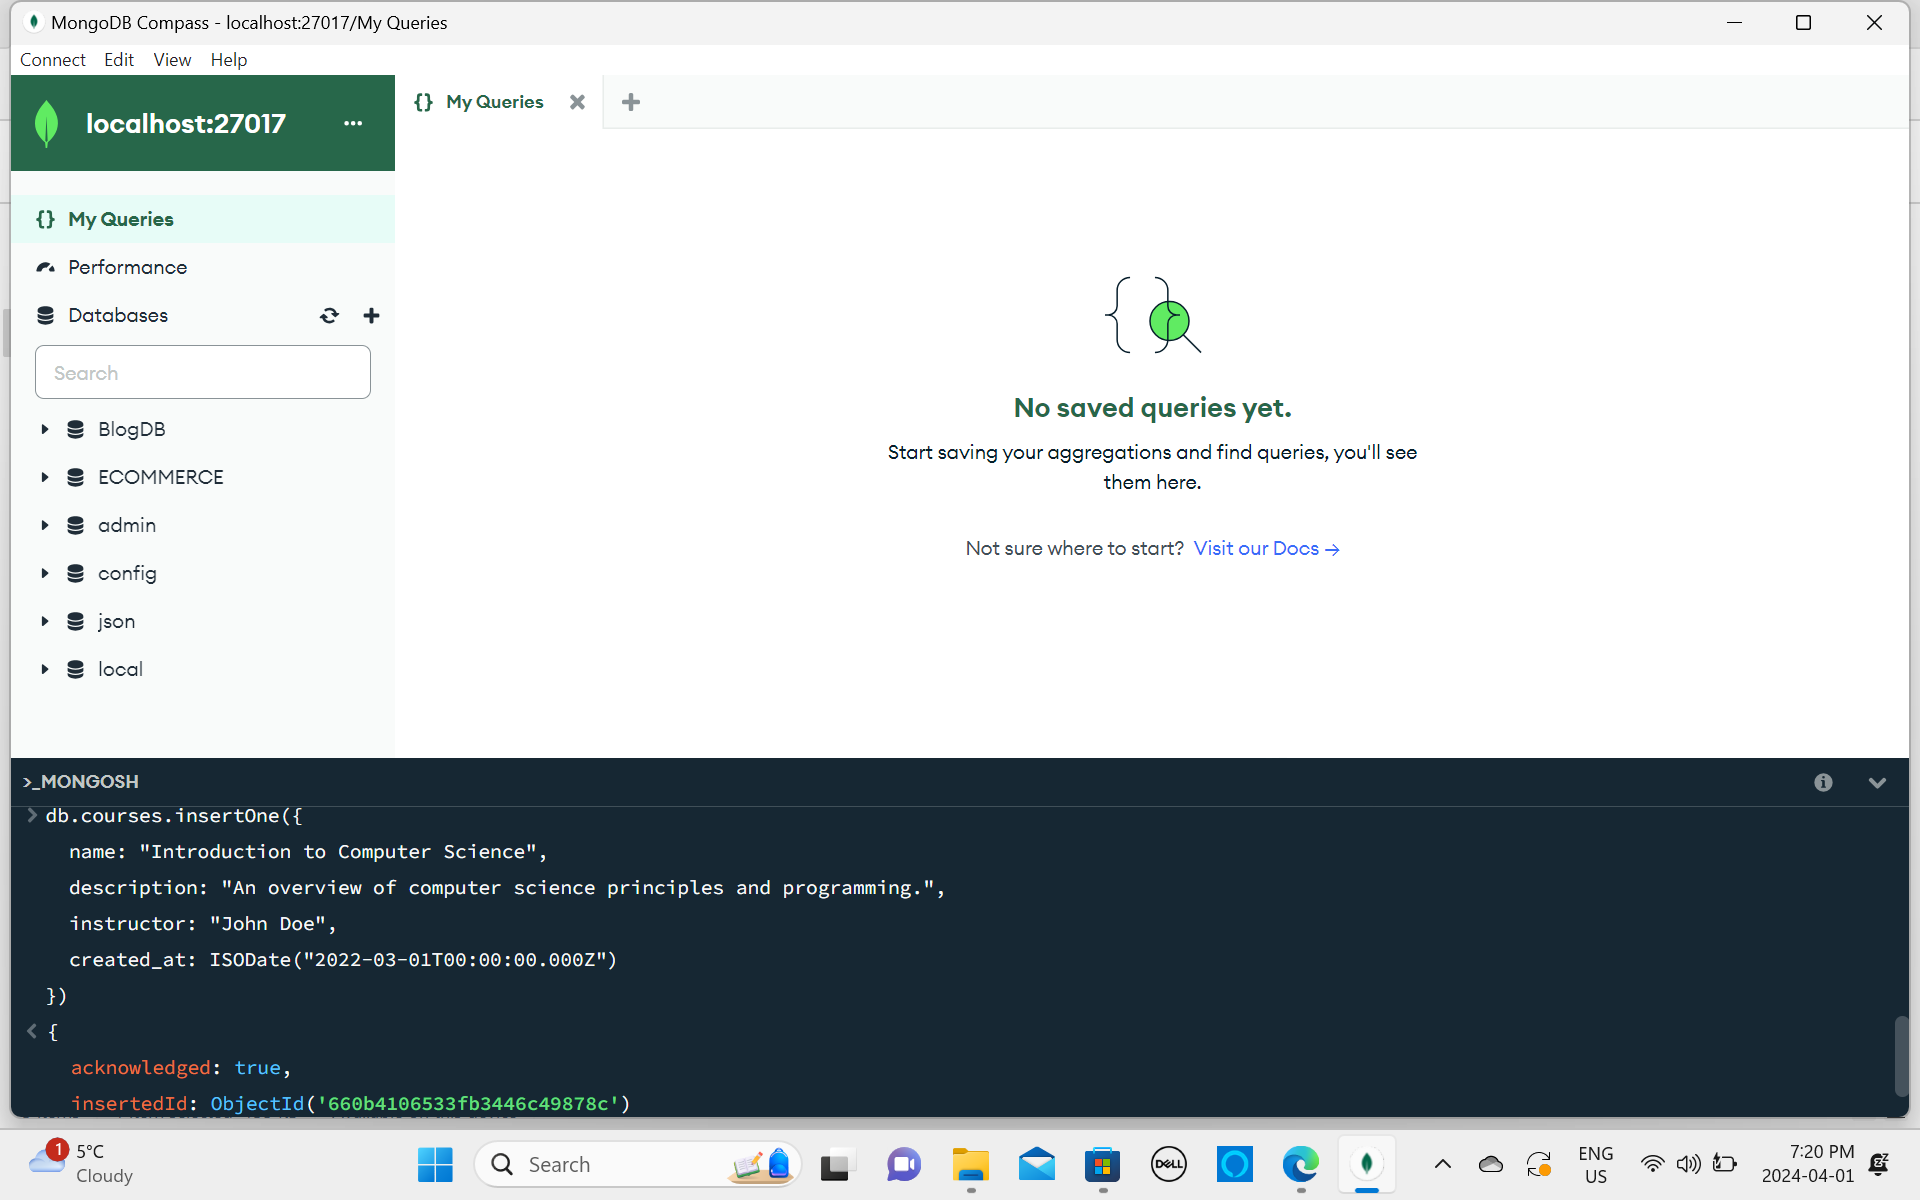 MongoDB Compass - localhost:27017/My Queries
Connect Edit View Help
localhost:27017 ...
{} My Queries
{} My Queries
Performance
Databases
Search
BlogDB
ECOMMERCE
admin
config
json
local
No saved queries yet.
Start saving your aggregations and find queries, you'll see
them here.
Not sure where to start? Visit our Docs →
>_MONGOSH
> db.courses.insertOne({
name: "Introduction to Computer Science",
description: "An overview of computer science principles and programming.",
instructor: "John Doe",
created_at: ISODate("2022-03-01T00:00:00.000Z")
})
< {
acknowledged: true,
insertedId: ObjectId('660b4106533fb3446c49878c')
1
5°C
Cloudy
Search
DELL
ENG
US
7:20 PM
2024-04-01